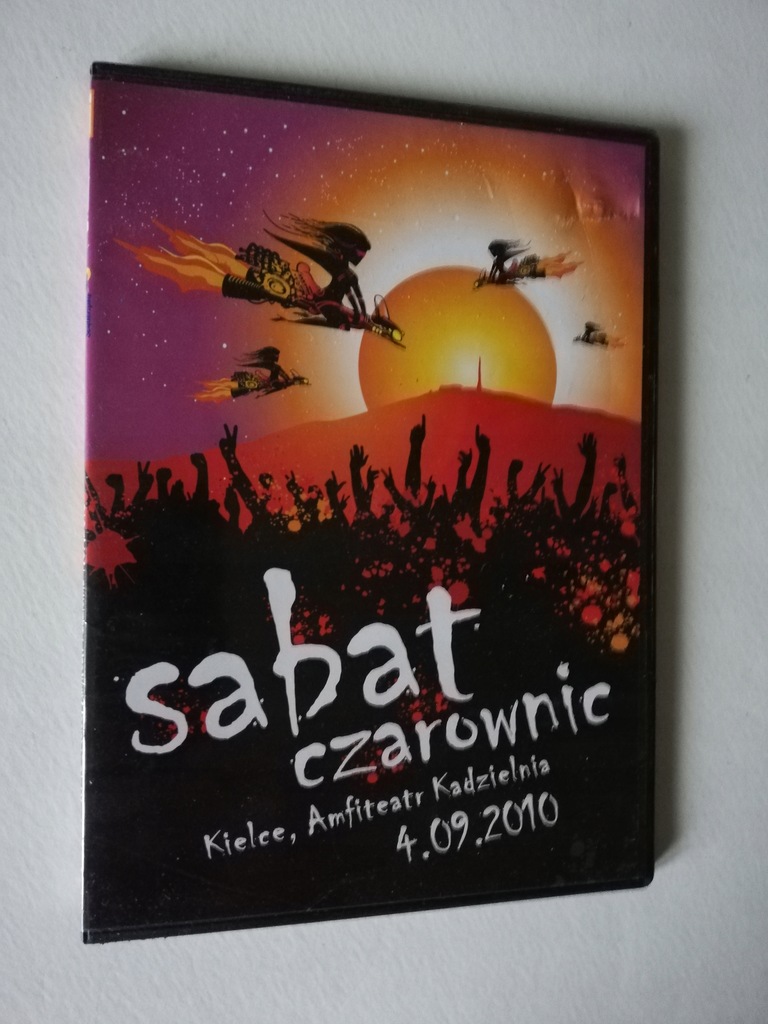 sabat
czarownic
Kielce, Amfiteatr Kadzielnia
4.09.2010